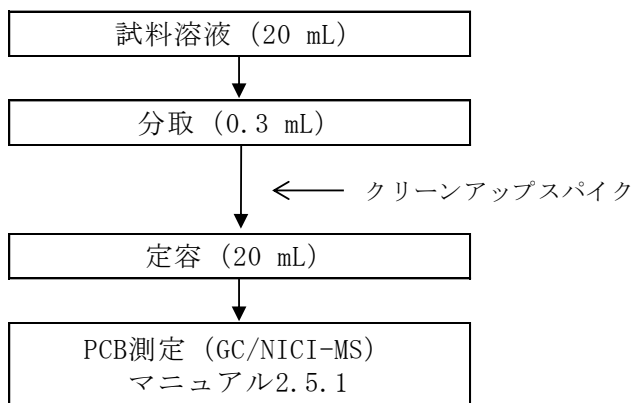 試料溶液 (20 mL)
分取 (0.3 mL)
クリーンアップスパイク
定容 (20 mL)
PCB測定 (GC/NICI-MS)
マニュアル2.5.1